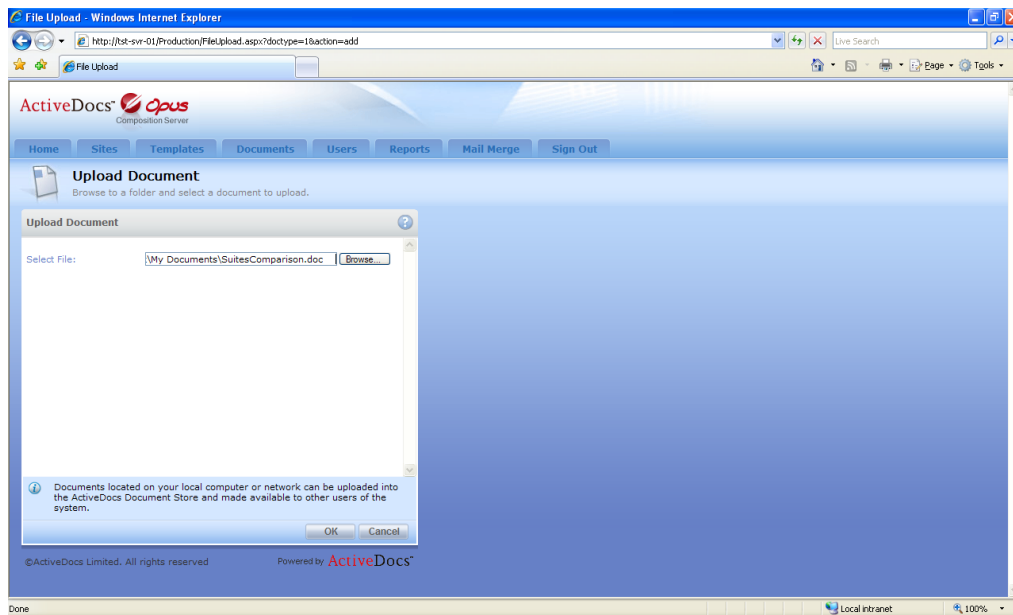 File Upload - Windows Internet Explorer
http://tst-svr-01/Production/FileUpload.aspx?doctype=1&action=add
Live Search
File Upload
Page
Tools
ActiveDocs Opus
Composition Server
Home Sites Templates Documents Users Reports Mail Merge Sign Out
Upload Document
Browse to a folder and select a document to upload.
Upload Document
Select File: \My Documents\SuitesComparison.doc Browse...
Documents located on your local computer or network can be uploaded into
the ActiveDocs Document Store and made available to other users of the
system.
OK Cancel
©ActiveDocs Limited. All rights reserved Powered by ActiveDocs
Done Local intranet 100%